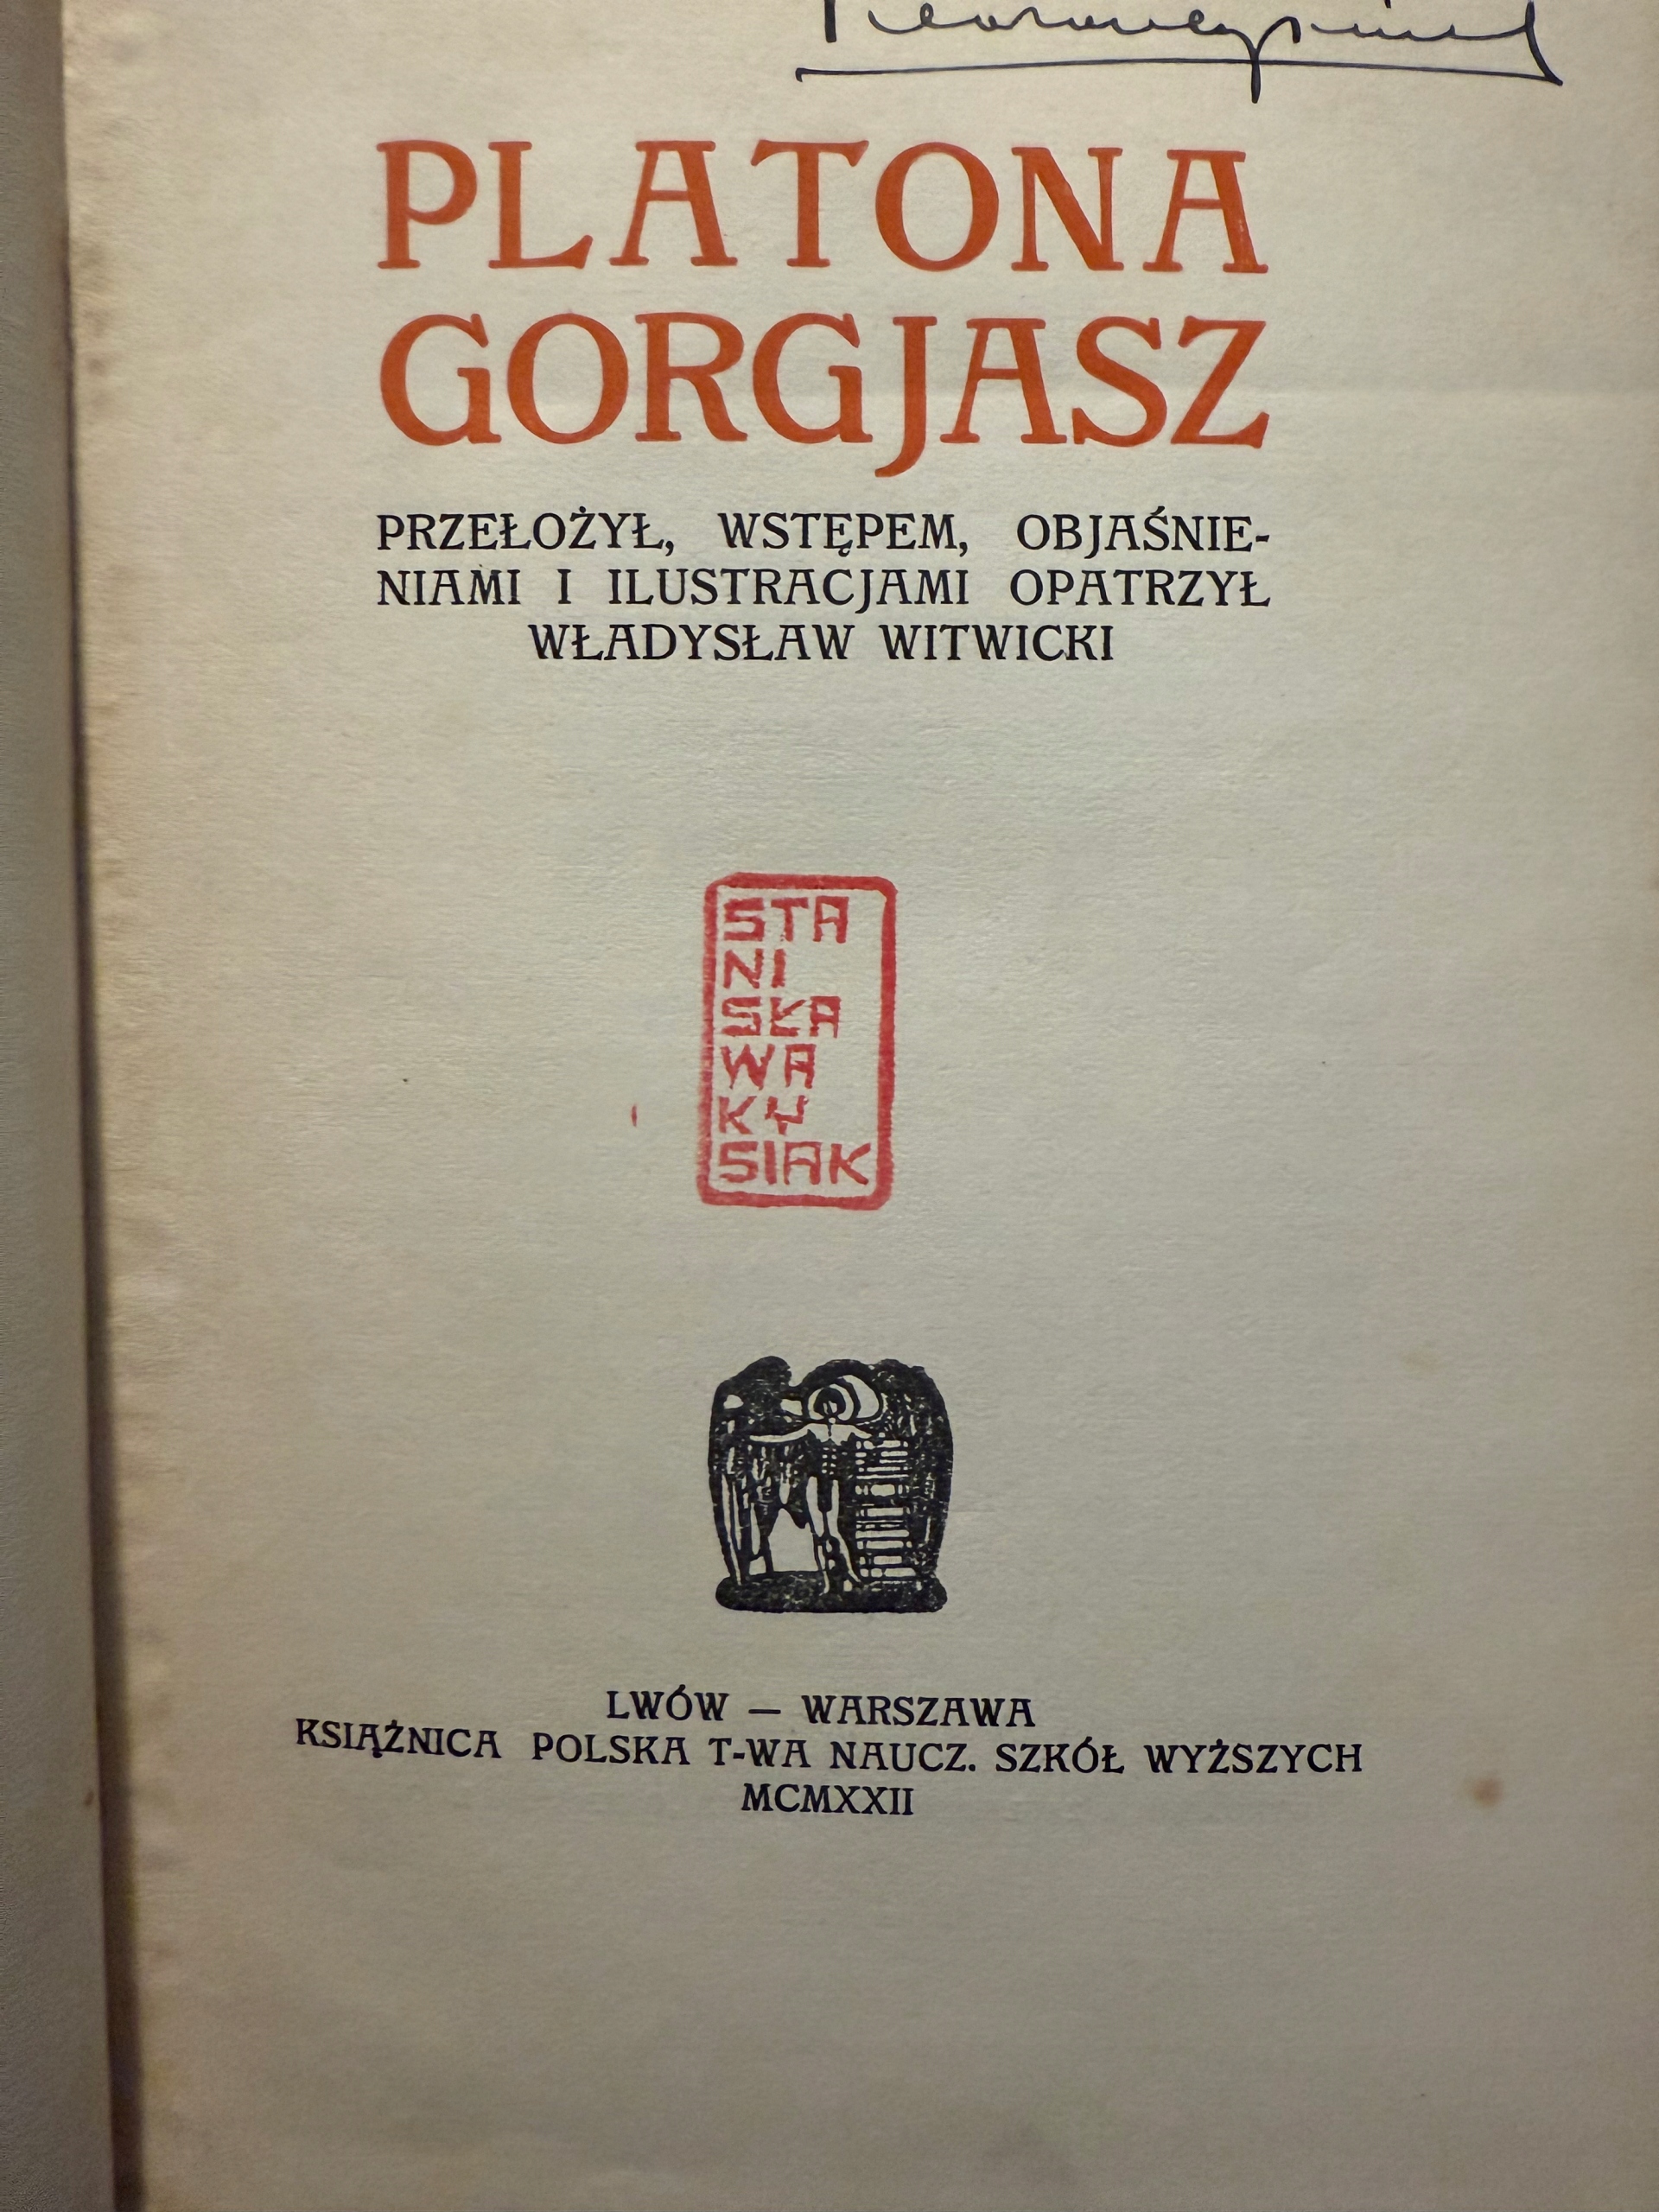 PLATONA
GORGJASZ
PRZEŁOŻYŁ, WSTĘPEM, OBJAŚNIE-
NIAMI I ILUSTRACJAMI OPATRZYŁ
WŁADYSŁAW WITWICKI
STA
NI
SŁA
WA
KY
SIAK
LWÓW — WARSZAWA
KSIĄŻNICA POLSKA T-WA NAUCZ. SZKÓŁ WYŻSZYCH
MCMXXII